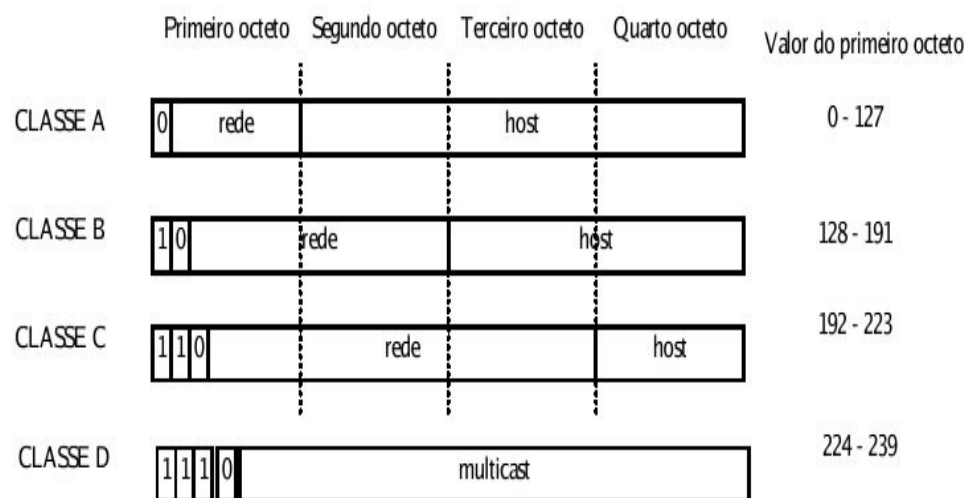 Primeiro octeto Segundo octeto Terceiro octeto Quarto octeto Valor do primeiro octeto
CLASSE A 0 rede host 0 - 127
CLASSE B 1 0 rede host 128 - 191
CLASSE C 1 1 0 rede host 192 - 223
CLASSE D 1 1 1 0 multicast 224 - 239